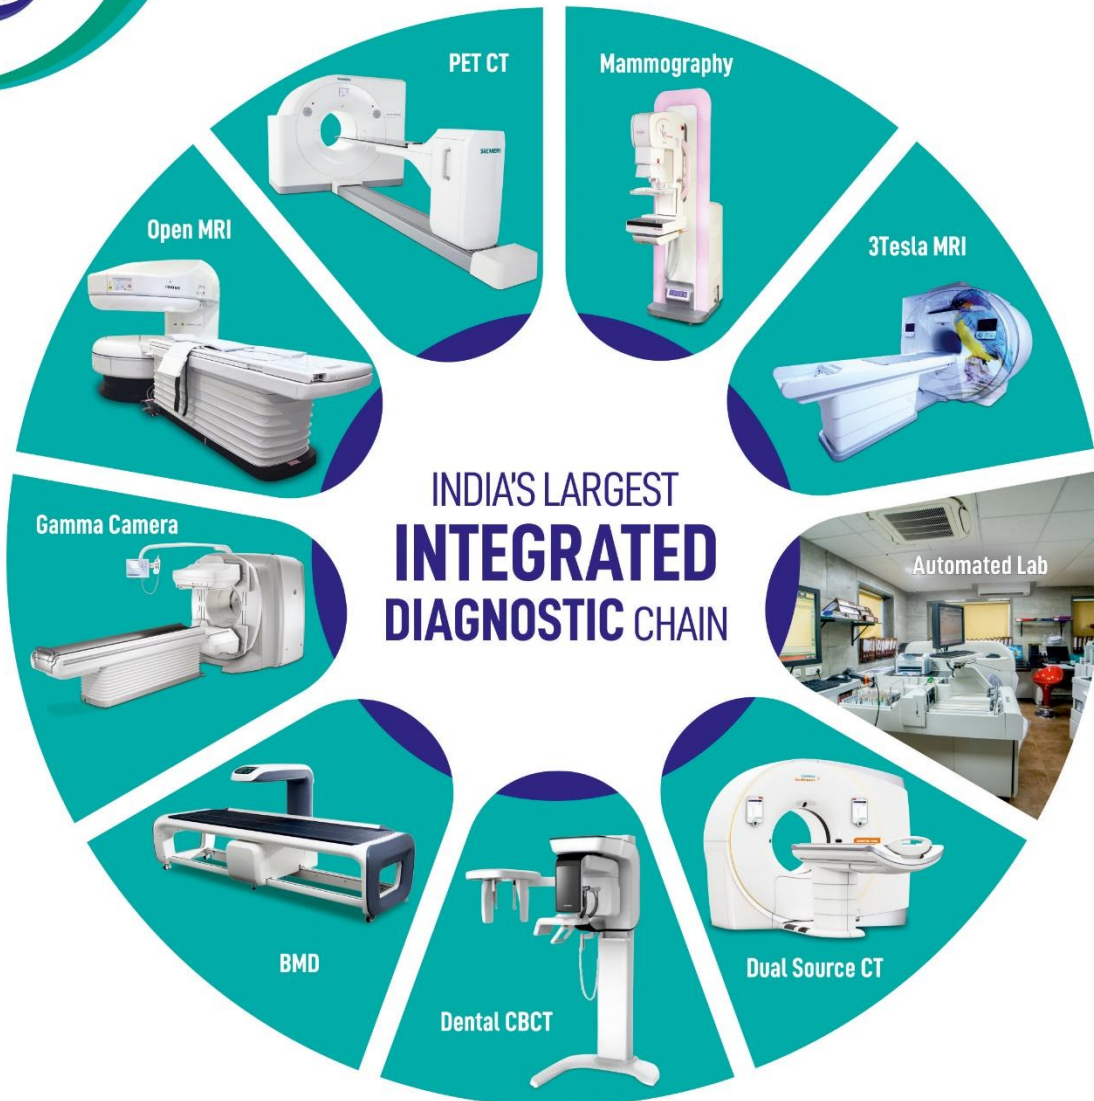 PET CT
Mammography
Open MRI
3Tesla MRI
SIEMENS
INDIA'S LARGEST
INTEGRATED
DIAGNOSTIC CHAIN
Gamma Camera
Automated Lab
BMD
Dental CBCT
Dual Source CT